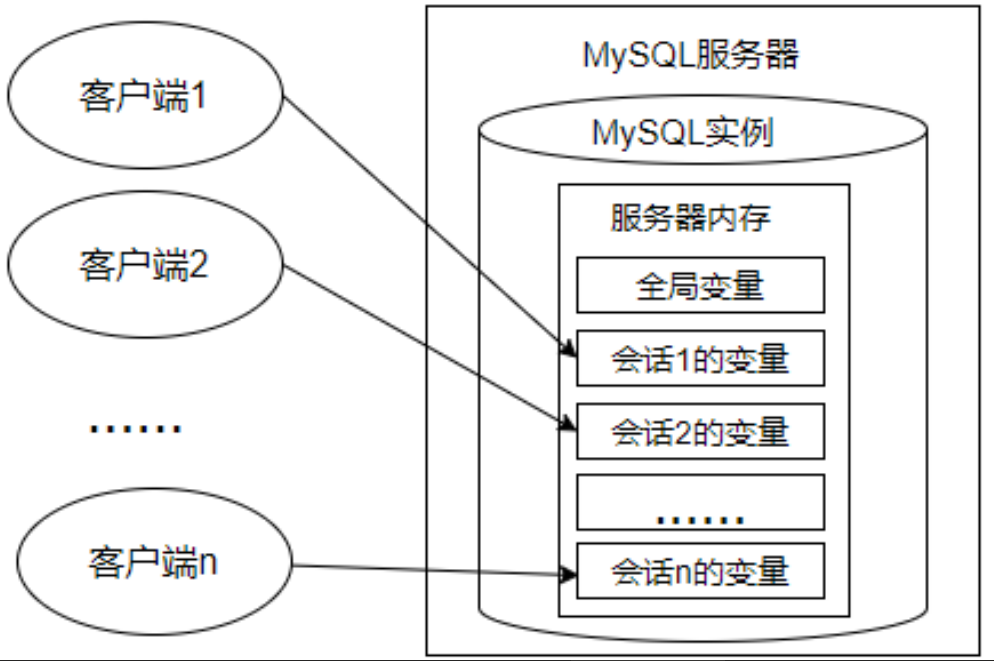 客户端1
客户端2
......
客户端n
MySQL服务器
MySQL实例
服务器内存
全局变量
会话1的变量
会话2的变量
......
会话n的变量